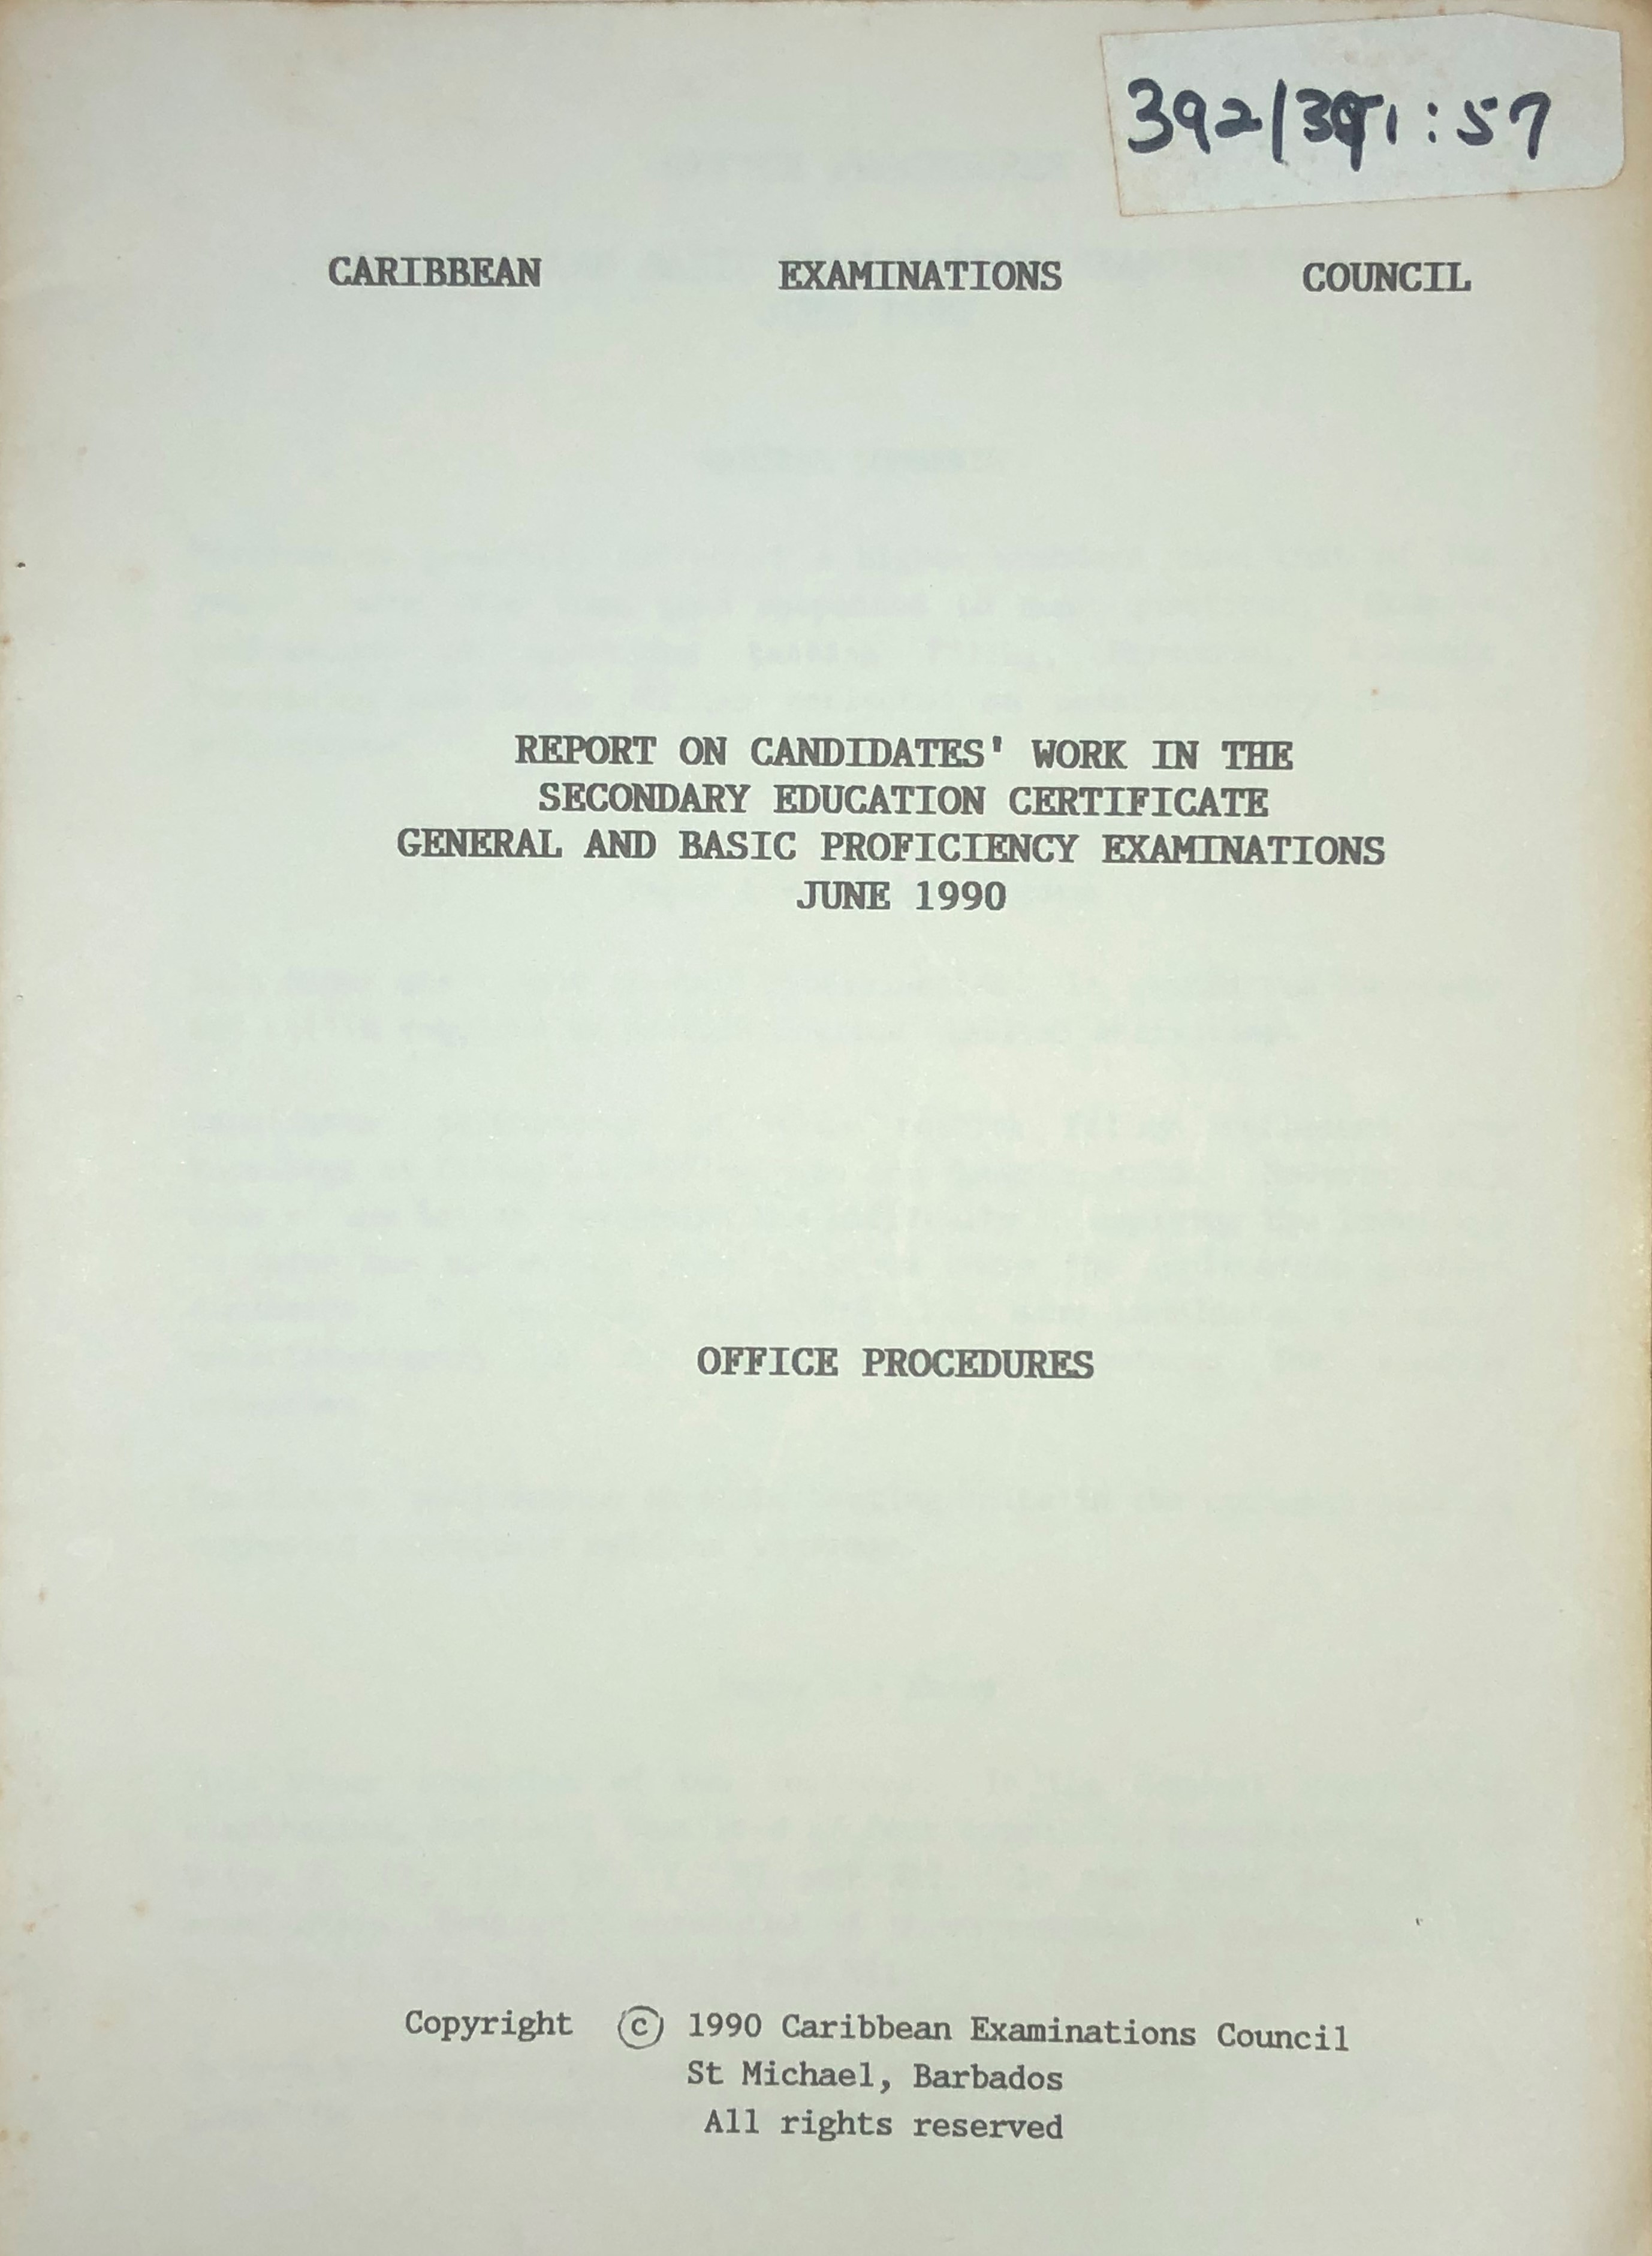 392/391:57
CARIBBEAN EXAMINATIONS COUNCIL
REPORT ON CANDIDATES' WORK IN THE
SECONDARY EDUCATION CERTIFICATE
GENERAL AND BASIC PROFICIENCY EXAMINATIONS
JUNE 1990
OFFICE PROCEDURES
Copyright © 1990 Caribbean Examinations Council
St Michael, Barbados
All rights reserved